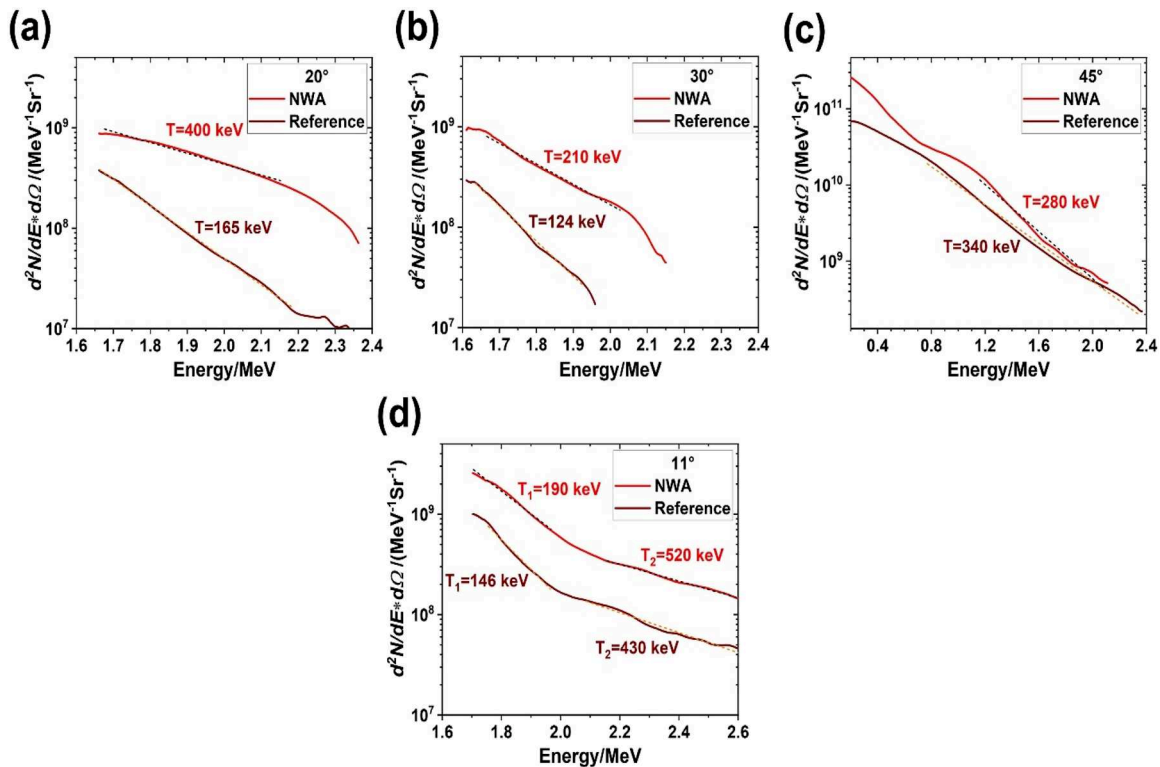 (a)
20°
NWA
Reference
T=400 keV
T=165 keV
10⁹
10⁸
10⁷
d²N/dE*dΩ/(MeV⁻¹Sr⁻¹)
1.6 1.7 1.8 1.9 2.0 2.1 2.2 2.3 2.4
Energy/MeV
(b)
30°
NWA
Reference
T=210 keV
T=124 keV
10⁹
10⁸
10⁷
d²N/dE*dΩ/(MeV⁻¹Sr⁻¹)
1.6 1.7 1.8 1.9 2.0 2.1 2.2 2.3 2.4
Energy/MeV
(c)
45°
NWA
Reference
T=280 keV
T=340 keV
10¹¹
10¹⁰
10⁹
d²N/dE*dΩ/(MeV⁻¹Sr⁻¹)
0.4 0.8 1.2 1.6 2.0 2.4
Energy/MeV
(d)
11°
NWA
Reference
T₁=190 keV
T₂=520 keV
T₁=146 keV
T₂=430 keV
10⁹
10⁸
10⁷
d²N/dE*dΩ/(MeV⁻¹Sr⁻¹)
1.6 1.8 2.0 2.2 2.4 2.6
Energy/MeV